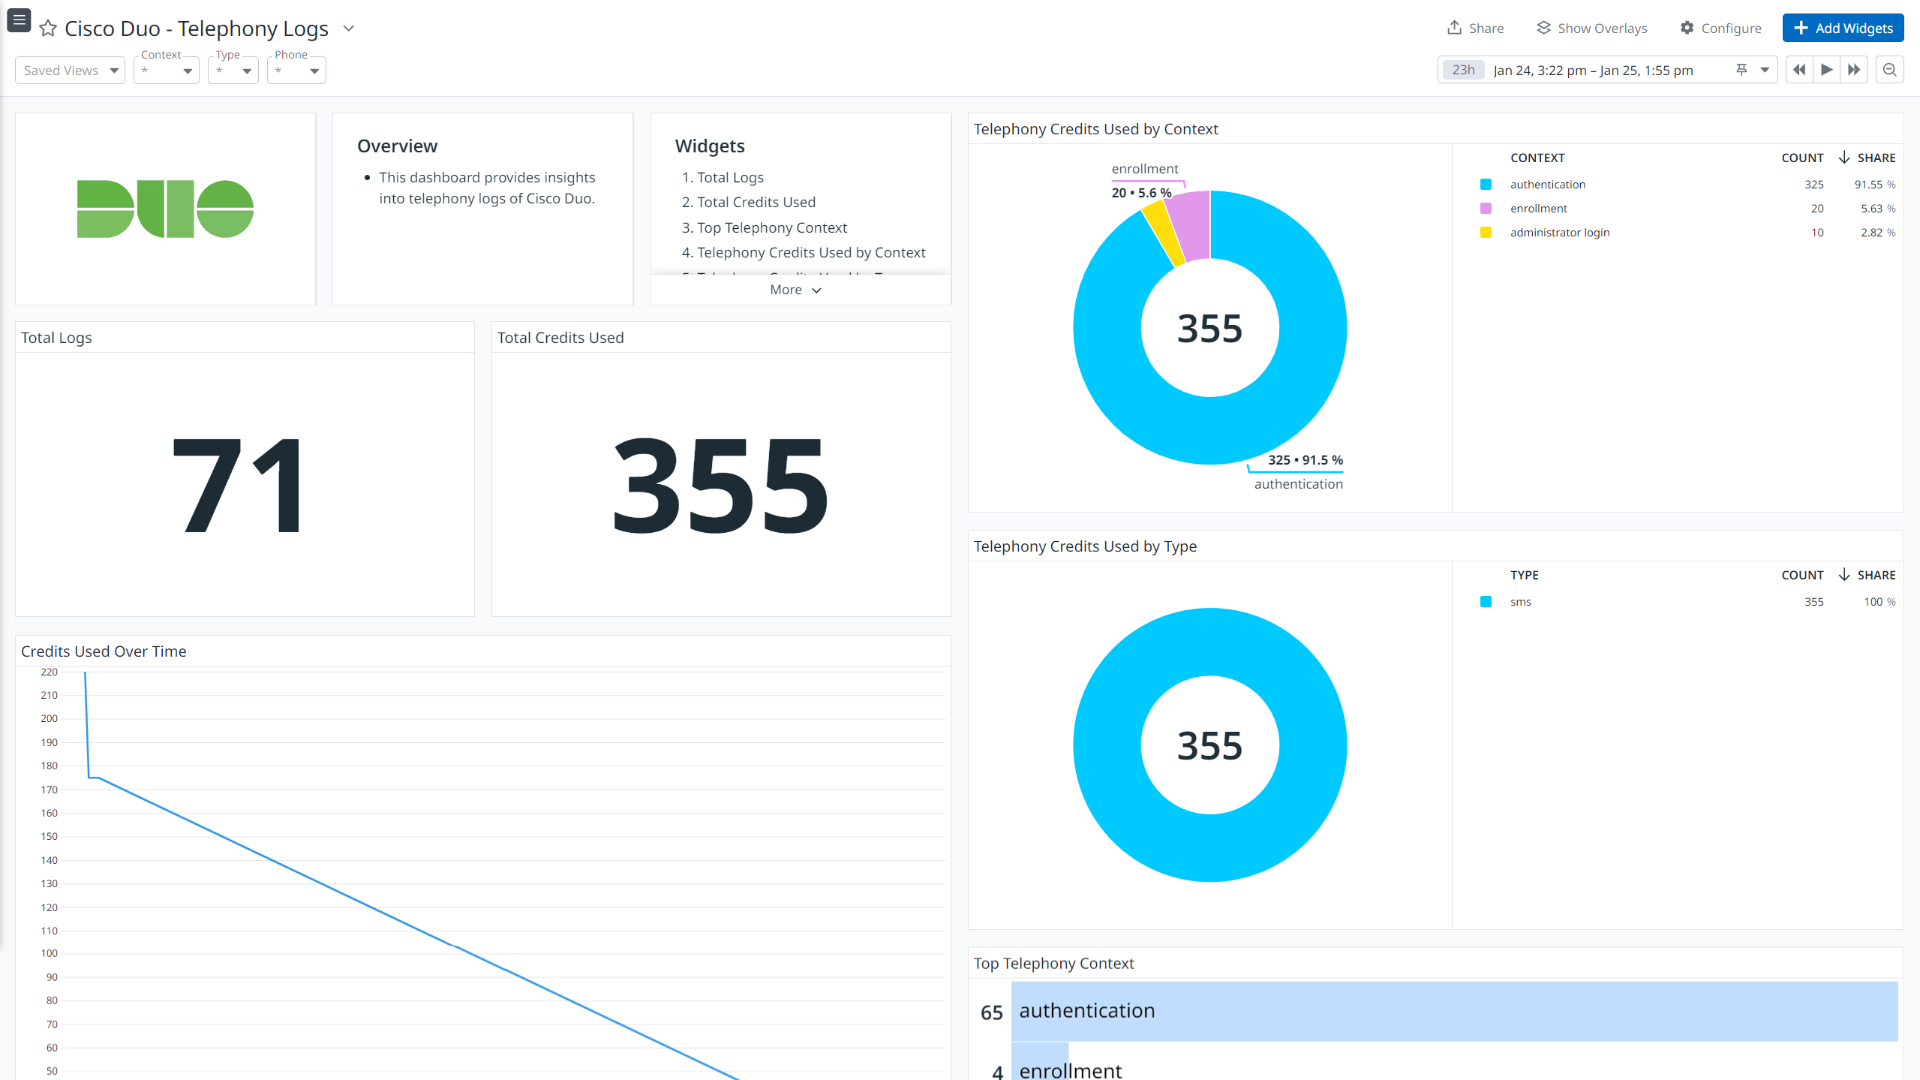 Cisco Duo - Telephony Logs
Share
Show Overlays
Configure
Add Widgets
Saved Views
Context
*
Type
*
Phone
*
23h
Jan 24, 3:22 pm – Jan 25, 1:55 pm
DUO
Overview
• This dashboard provides insights
into telephony logs of Cisco Duo.
Widgets
1. Total Logs
2. Total Credits Used
3. Top Telephony Context
4. Telephony Credits Used by Context
More
Total Logs
71
Total Credits Used
355
Credits Used Over Time
220
210
200
190
180
170
160
150
140
130
120
110
100
90
80
70
60
50
Telephony Credits Used by Context
enrollment
20 • 5.6 %
355
325 • 91.5 %
authentication
CONTEXT COUNT SHARE
authentication 325 91.55 %
enrollment 20 5.63 %
administrator login 10 2.82 %
Telephony Credits Used by Type
355
TYPE COUNT SHARE
sms 355 100 %
Top Telephony Context
65 authentication
4 enrollment